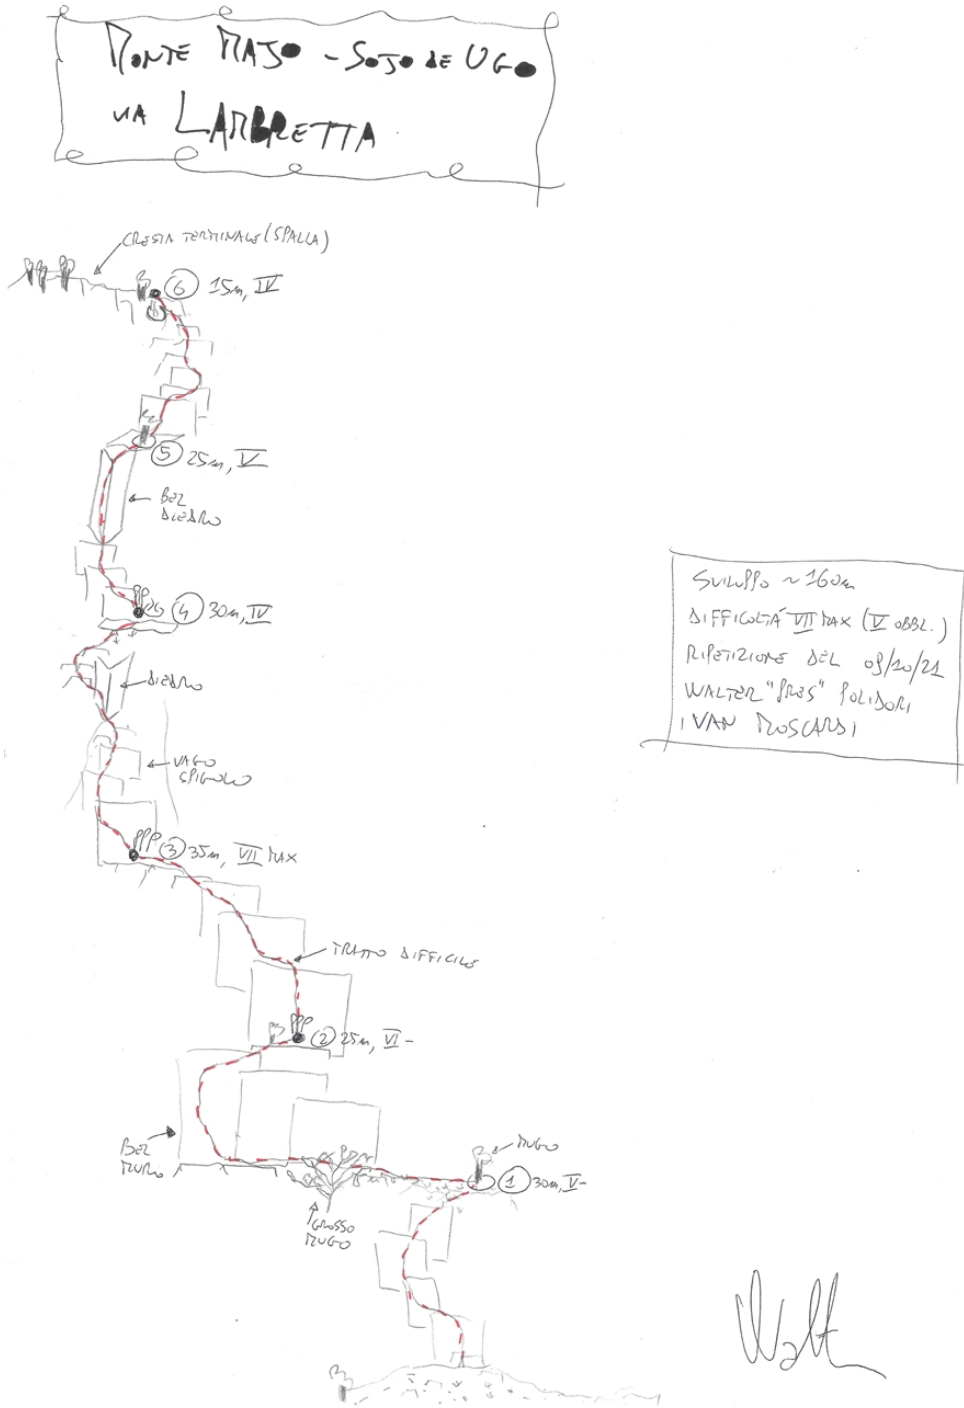 MONTE MAJO - SOJO DE UGO
VIA LAMBRETTA
CRESTA TERMINALE (SPALLA)
6 15m, IV
5 25m, V
BEL
DIEDRO
4 30m, IV
DIEDRO
VAGO
SPIGOLO
3 35m, VII MAX
TRATTO DIFFICILE
2 25m, VI-
BEL
MURO
MUGO
1 30m, V-
GROSSO
MUGO
SVILUPPO ~160m
DIFFICOLTÀ VII MAX (V OBBL.)
RIPETIZIONE DEL 09/10/21
WALTER "PRES" POLIDORI
IVAN MOSCARDI
Walt